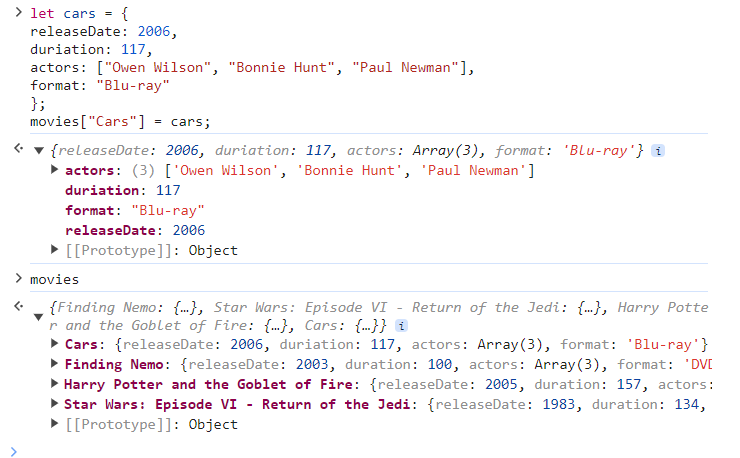 let cars = {
releaseDate: 2006,
duriation: 117,
actors: ["Owen Wilson", "Bonnie Hunt", "Paul Newman"],
format: "Blu-ray"
};
movies["Cars"] = cars;
{releaseDate: 2006, duriation: 117, actors: Array(3), format: 'Blu-ray'} i
actors: (3) ['Owen Wilson', 'Bonnie Hunt', 'Paul Newman']
duriation: 117
format: "Blu-ray"
releaseDate: 2006
[[Prototype]]: Object
movies
{Finding Nemo: {…}, Star Wars: Episode VI - Return of the Jedi: {…}, Harry Potte
r and the Goblet of Fire: {…}, Cars: {…}} i
Cars: {releaseDate: 2006, duriation: 117, actors: Array(3), format: 'Blu-ray'}
Finding Nemo: {releaseDate: 2003, duration: 100, actors: Array(3), format: 'DVD
Harry Potter and the Goblet of Fire: {releaseDate: 2005, duration: 157, actors:
Star Wars: Episode VI - Return of the Jedi: {releaseDate: 1983, duration: 134,
[[Prototype]]: Object